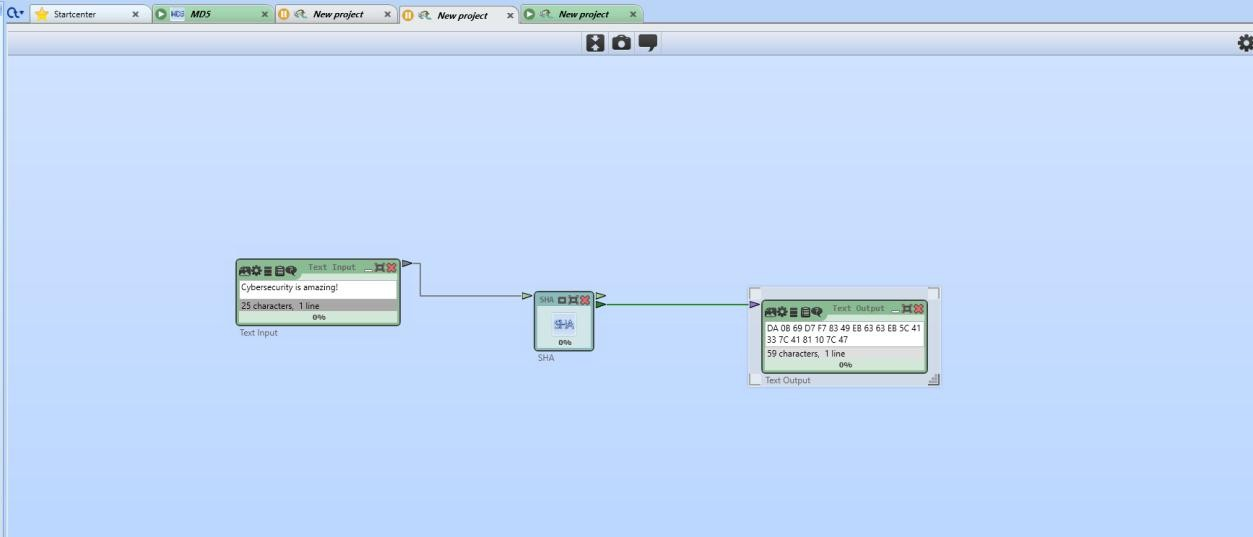 Startcenter
MD5 MD5
New project
New project
New project
Text Input
Cybersecurity is amazing!
25 characters, 1 line
0%
Text Input
SHA
SHA
0%
SHA
Text Output
DA 0B 69 D7 F7 83 49 EB 63 63 EB 5C 41
33 7C 41 81 10 7C 47
59 characters, 1 line
0%
Text Output